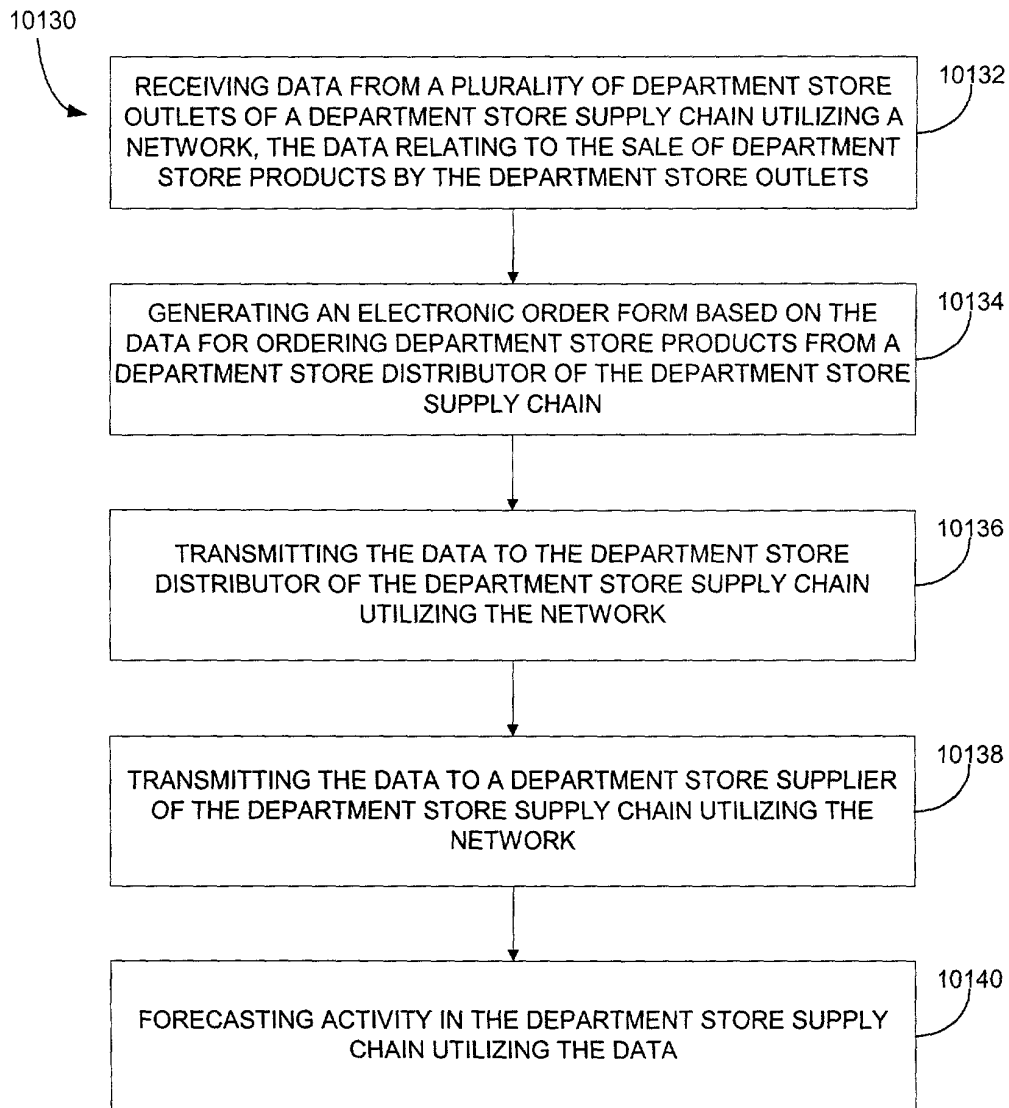 10130
RECEIVING DATA FROM A PLURALITY OF DEPARTMENT STORE
OUTLETS OF A DEPARTMENT STORE SUPPLY CHAIN UTILIZING A
NETWORK, THE DATA RELATING TO THE SALE OF DEPARTMENT
STORE PRODUCTS BY THE DEPARTMENT STORE OUTLETS
10132
GENERATING AN ELECTRONIC ORDER FORM BASED ON THE
DATA FOR ORDERING DEPARTMENT STORE PRODUCTS FROM A
DEPARTMENT STORE DISTRIBUTOR OF THE DEPARTMENT STORE
SUPPLY CHAIN
10134
TRANSMITTING THE DATA TO THE DEPARTMENT STORE
DISTRIBUTOR OF THE DEPARTMENT STORE SUPPLY CHAIN
UTILIZING THE NETWORK
10136
TRANSMITTING THE DATA TO A DEPARTMENT STORE SUPPLIER
OF THE DEPARTMENT STORE SUPPLY CHAIN UTILIZING THE
NETWORK
10138
FORECASTING ACTIVITY IN THE DEPARTMENT STORE SUPPLY
CHAIN UTILIZING THE DATA
10140